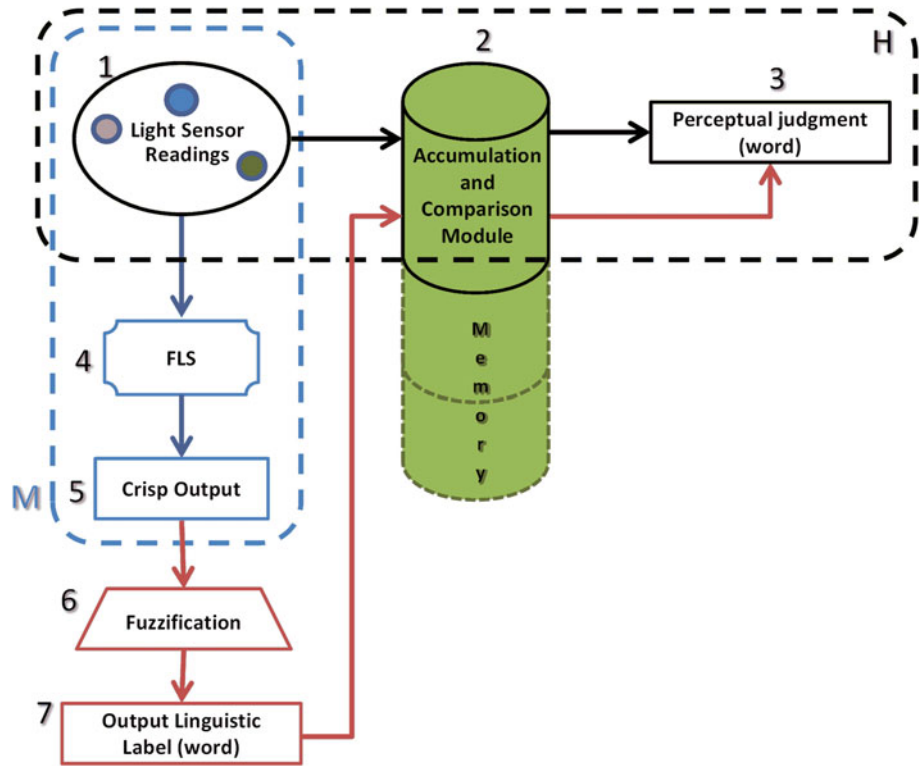 H
1
Light Sensor
Readings
2
Accumulation
and
Comparison
Module
M
e
m
o
r
y
3
Perceptual judgment
(word)
4
FLS
M
5
Crisp Output
6
Fuzzification
7
Output Linguistic
Label (word)